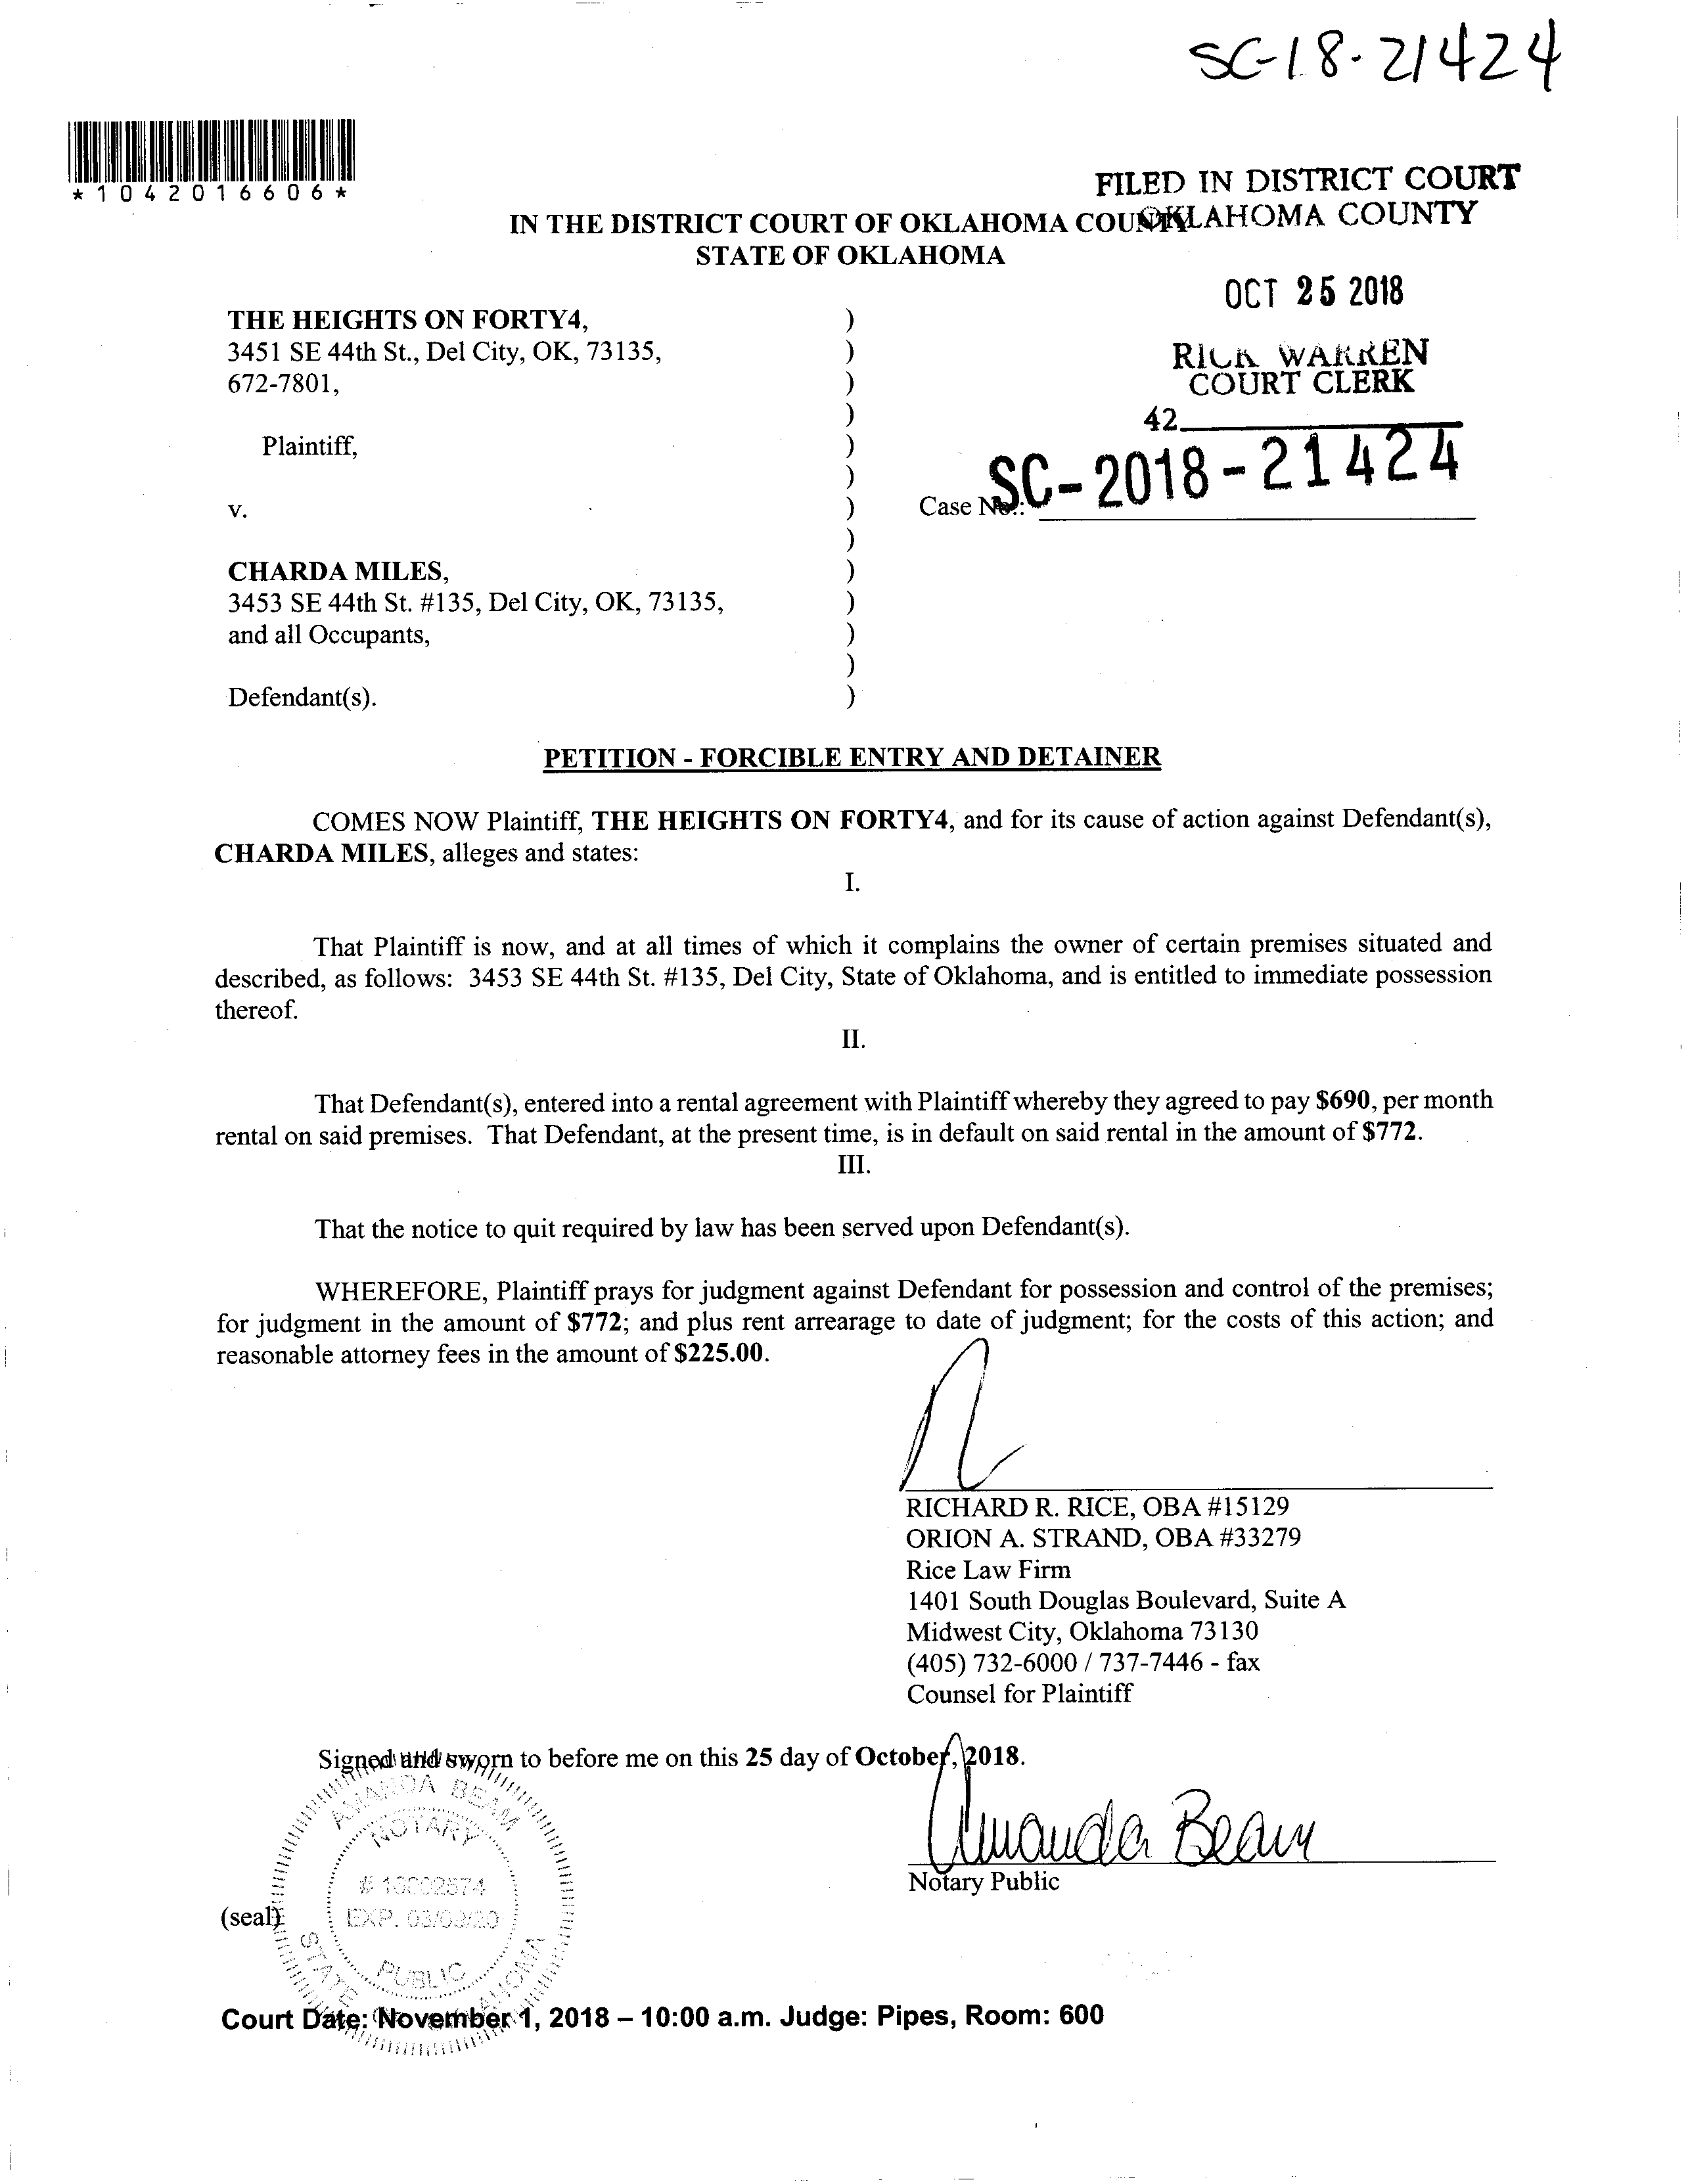 SC-18-21424
*1042016606*
FILED IN DISTRICT COURT
OKLAHOMA COUNTY
IN THE DISTRICT COURT OF OKLAHOMA
STATE OF OKLAHOMA
OCT 25 2018
RICK WARREN
COURT CLERK
42
THE HEIGHTS ON FORTY4, )
3451 SE 44th St., Del City, OK, 73135, )
672-7801, )
)
Plaintiff, )
)
v. ) Case No.: SC-2018-21424
)
CHARDA MILES, )
3453 SE 44th St. #135, Del City, OK, 73135, )
and all Occupants, )
)
Defendant(s). )
PETITION - FORCIBLE ENTRY AND DETAINER
COMES NOW Plaintiff, THE HEIGHTS ON FORTY4, and for its cause of action against Defendant(s),
CHARDA MILES, alleges and states:
I.
That Plaintiff is now, and at all times of which it complains the owner of certain premises situated and
described, as follows: 3453 SE 44th St. #135, Del City, State of Oklahoma, and is entitled to immediate possession
thereof.
II.
That Defendant(s), entered into a rental agreement with Plaintiff whereby they agreed to pay $690, per month
rental on said premises. That Defendant, at the present time, is in default on said rental in the amount of $772.
III.
That the notice to quit required by law has been served upon Defendant(s).
WHEREFORE, Plaintiff prays for judgment against Defendant for possession and control of the premises;
for judgment in the amount of $772; and plus rent arrearage to date of judgment; for the costs of this action; and
reasonable attorney fees in the amount of $225.00.
RICHARD R. RICE, OBA #15129
ORION A. STRAND, OBA #33279
Rice Law Firm
1401 South Douglas Boulevard, Suite A
Midwest City, Oklahoma 73130
(405) 732-6000 / 737-7446 - fax
Counsel for Plaintiff
Signed and sworn to before me on this 25 day of October, 2018.
Amanda Beam
Notary Public
(seal)
AMANDA BEAM
NOTARY
# 13002574
PUBLIC
STATE OKLAHOMA
Court Date: November 1, 2018 – 10:00 a.m. Judge: Pipes, Room: 600